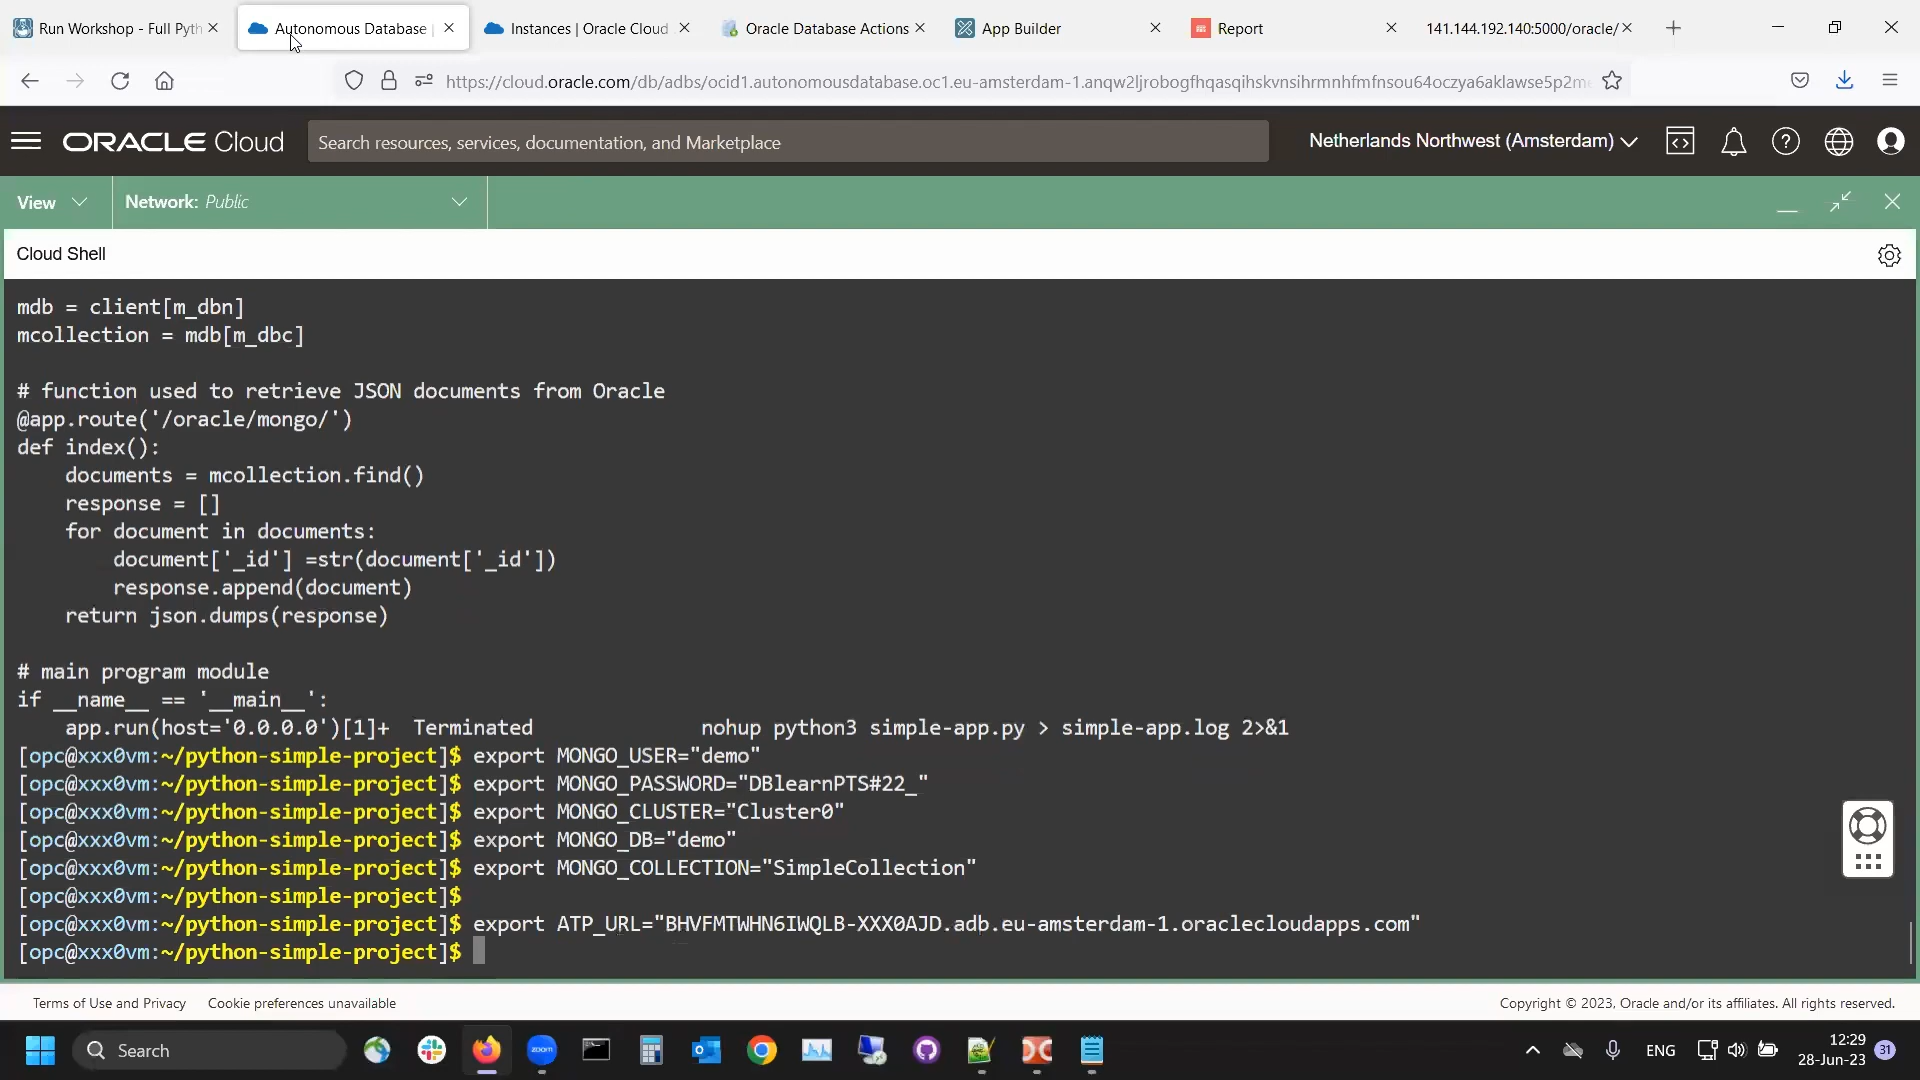 Run Workshop - Full Pyth
Autonomous Database |
Instances | Oracle Cloud
Oracle Database Actions
App Builder
Report
141.144.192.140:5000/oracle/
https://cloud.oracle.com/db/adbs/ocid1.autonomousdatabase.oc1.eu-amsterdam-1.anqw2ljrobogfhqasqihskvnsihrmnhfmfnsou64oczya6aklawse5p2m
ORACLE Cloud
Search resources, services, documentation, and Marketplace
Netherlands Northwest (Amsterdam)
View
Network: Public
Cloud Shell
mdb = client[m_dbn]
mcollection = mdb[m_dbc]
# function used to retrieve JSON documents from Oracle
@app.route('/oracle/mongo/')
def index():
    documents = mcollection.find()
    response = []
    for document in documents:
        document['_id'] =str(document['_id'])
        response.append(document)
    return json.dumps(response)
# main program module
if __name__ == '__main__':
    app.run(host='0.0.0.0')[1]+  Terminated              nohup python3 simple-app.py > simple-app.log 2>&1
[opc@xxx0vm:~/python-simple-project]$ export MONGO_USER="demo"
[opc@xxx0vm:~/python-simple-project]$ export MONGO_PASSWORD="DBlearnPTS#22_"
[opc@xxx0vm:~/python-simple-project]$ export MONGO_CLUSTER="Cluster0"
[opc@xxx0vm:~/python-simple-project]$ export MONGO_DB="demo"
[opc@xxx0vm:~/python-simple-project]$ export MONGO_COLLECTION="SimpleCollection"
[opc@xxx0vm:~/python-simple-project]$
[opc@xxx0vm:~/python-simple-project]$ export ATP_URL="BHVFMTWHN6IWQLB-XXX0AJD.adb.eu-amsterdam-1.oraclecloudapps.com"
[opc@xxx0vm:~/python-simple-project]$
Terms of Use and Privacy
Cookie preferences unavailable
Copyright © 2023, Oracle and/or its affiliates. All rights reserved.
Search
zoom
ENG
12:29
28-Jun-23
31